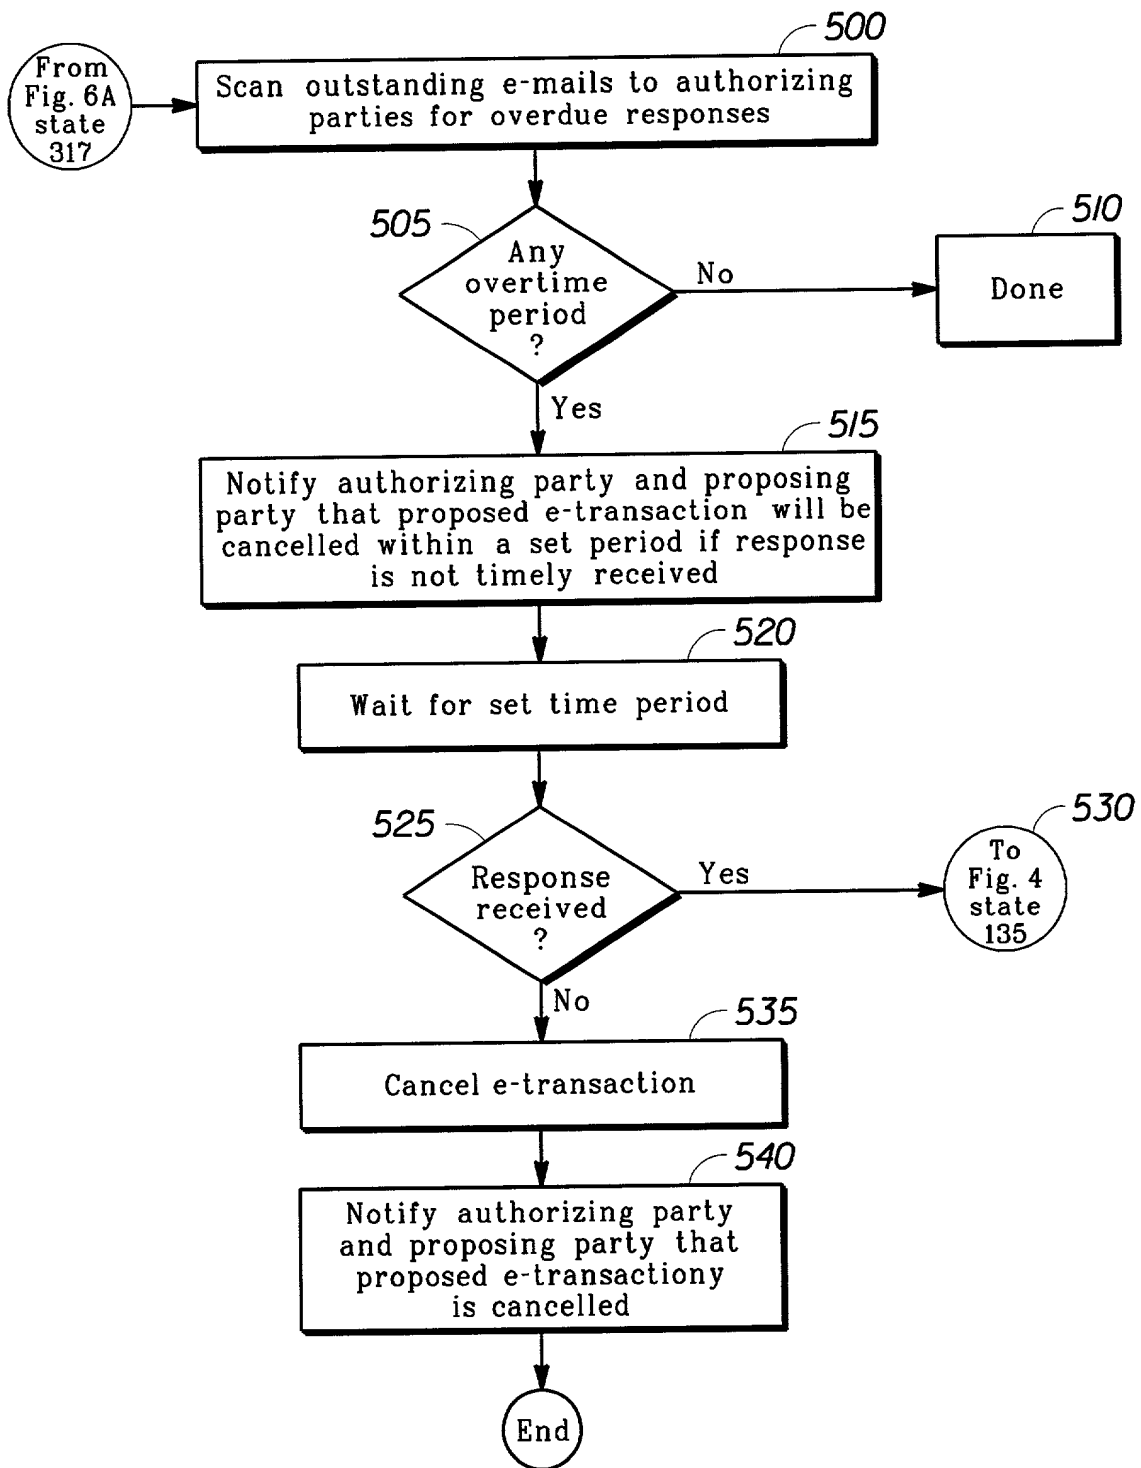 500
From
Fig. 6A
state
317
Scan outstanding e-mails to authorizing
parties for overdue responses
505
Any
overtime
period
?
No
510
Done
Yes
515
Notify authorizing party and proposing
party that proposed e-transaction will be
cancelled within a set period if response
is not timely received
520
Wait for set time period
525
Response
received
?
Yes
530
To
Fig. 4
state
135
No
535
Cancel e-transaction
540
Notify authorizing party
and proposing party that
proposed e-transactiony
is cancelled
End